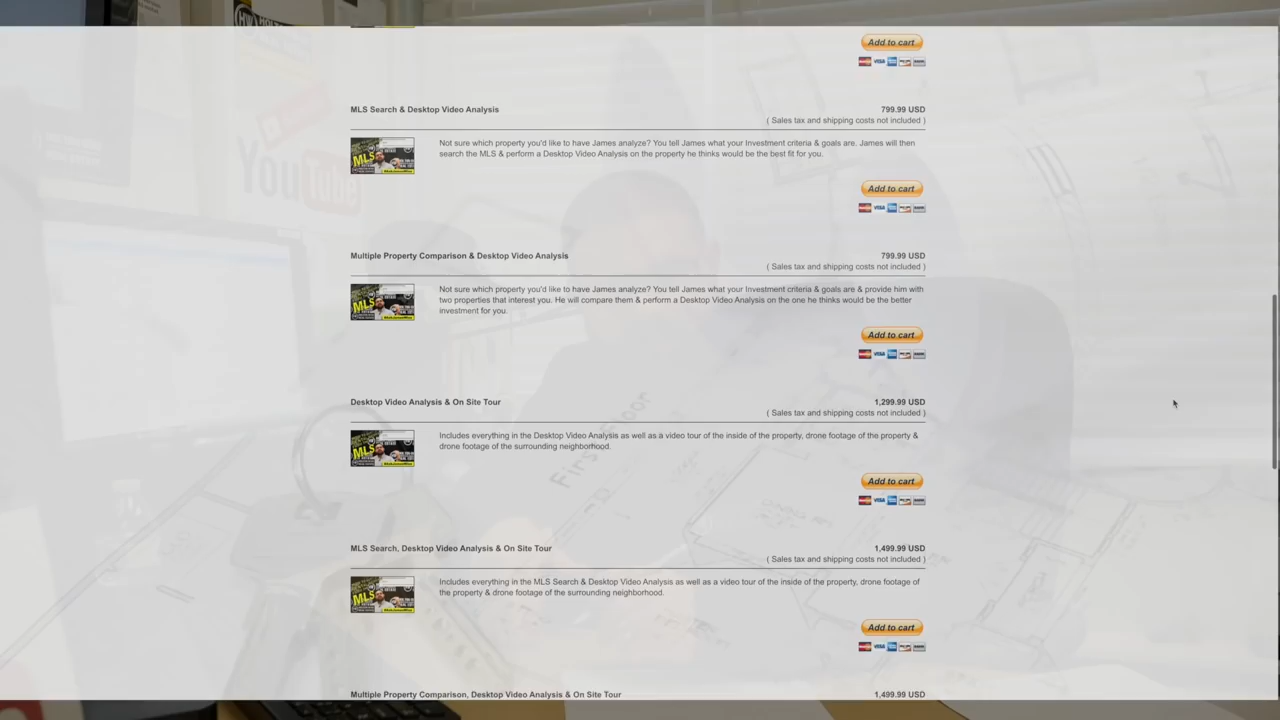 Add to cart
MLS Search & Desktop Video Analysis
799.99 USD
( Sales tax and shipping costs not included )
Not sure which property you'd like to have James analyze? You tell James what your Investment criteria & goals are. James will then
search the MLS & perform a Desktop Video Analysis on the property he thinks would be the best fit for you.
MLS
Add to cart
Multiple Property Comparison & Desktop Video Analysis
799.99 USD
( Sales tax and shipping costs not included )
Not sure which property you'd like to have James analyze? You tell James what your Investment criteria & goals are & provide him with
two properties that interest you. He will compare them & perform a Desktop Video Analysis on the one he thinks would be the better
investment for you.
MLS
Add to cart
Desktop Video Analysis & On Site Tour
1,299.99 USD
( Sales tax and shipping costs not included )
Includes everything in the Desktop Video Analysis as well as a video tour of the inside of the property, drone footage of the property &
drone footage of the surrounding neighborhood.
MLS
Add to cart
MLS Search, Desktop Video Analysis & On Site Tour
1,499.99 USD
( Sales tax and shipping costs not included )
Includes everything in the MLS Search & Desktop Video Analysis as well as a video tour of the inside of the property, drone footage of
the property & drone footage of the surrounding neighborhood.
MLS
Add to cart
Multiple Property Comparison, Desktop Video Analysis & On Site Tour
1,499.99 USD
YouTube
First Floor